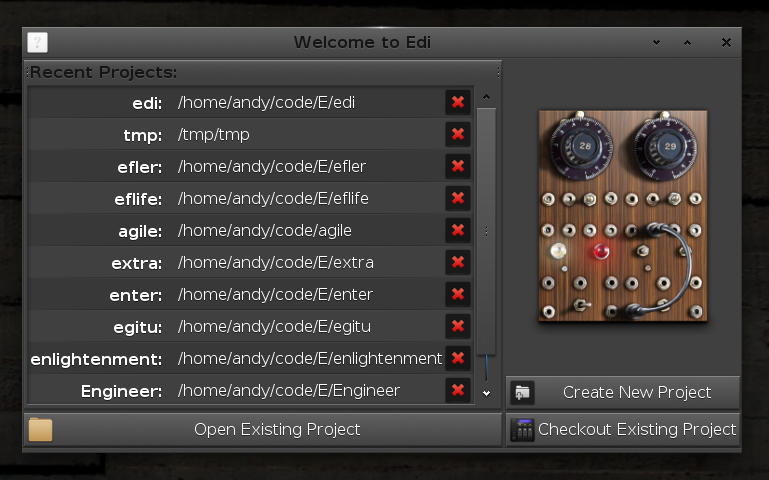 Welcome to Edi
Recent Projects:
edi: /home/andy/code/E/edi
tmp: /tmp/tmp
efler: /home/andy/code/E/efler
eflife: /home/andy/code/E/eflife
agile: /home/andy/code/agile
extra: /home/andy/code/E/extra
enter: /home/andy/code/E/enter
egitu: /home/andy/code/E/egitu
enlightenment: /home/andy/code/E/enlightenment
Engineer: /home/andy/code/E/Engineer
28 29
Create New Project
Open Existing Project
Checkout Existing Project